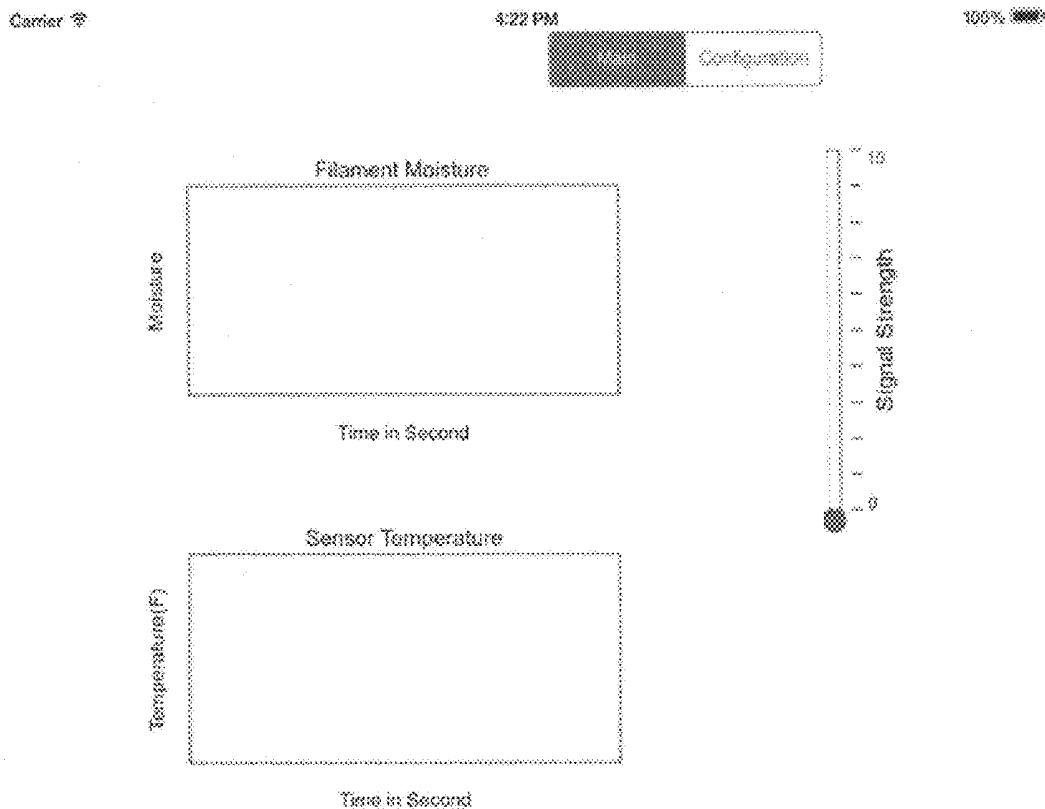 Carrier
4:22 PM
100%
Configuration
Filament Moisture
Moisture
Time in Second
10
Signal Strength
0
Sensor Temperature
Temperature(F)
Time in Second